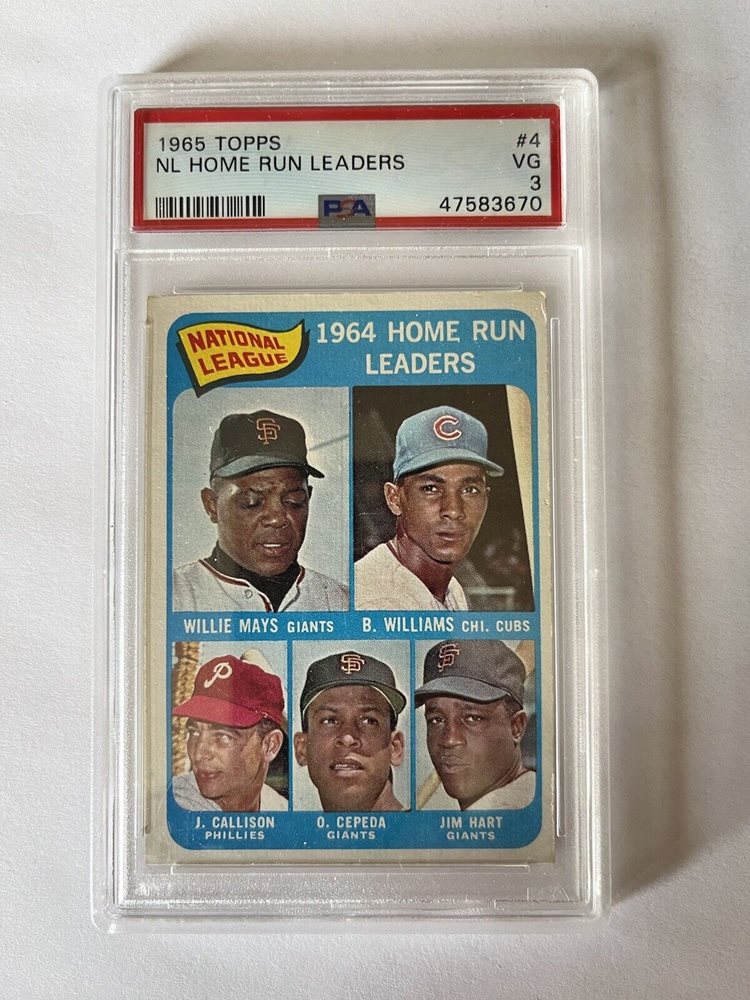 1965 TOPPS #4
NL HOME RUN LEADERS VG
3
PSA 47583670
NATIONAL
LEAGUE
1964 HOME RUN
LEADERS
SF
C
WILLIE MAYS GIANTS
B. WILLIAMS CHI. CUBS
P
SF
SF
J. CALLISON
PHILLIES
O. CEPEDA
GIANTS
JIM HART
GIANTS